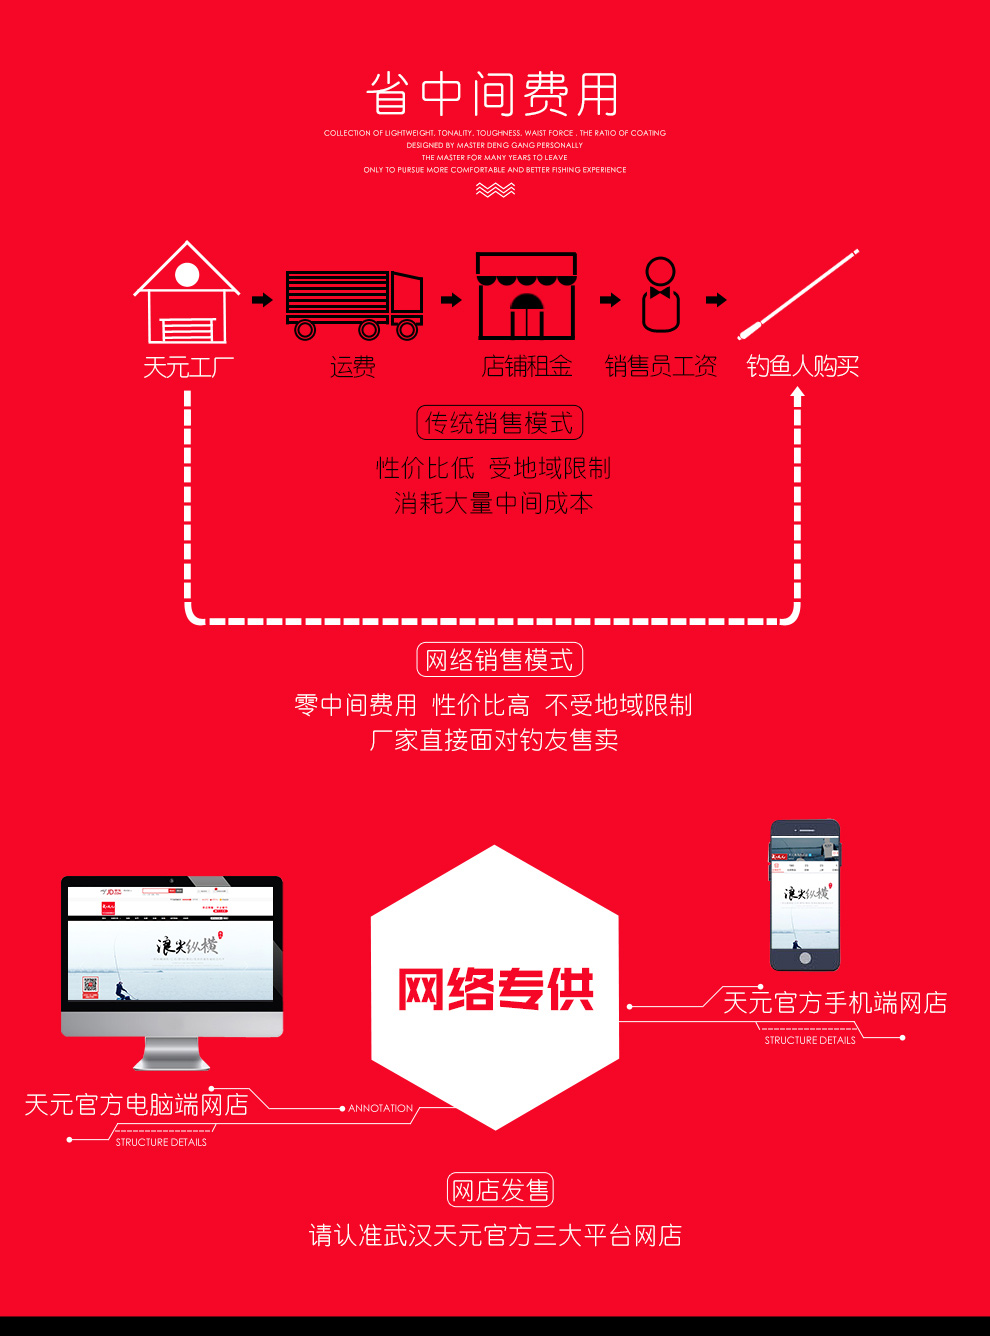 省中间费用
COLLECTION OF LIGHTWEIGHT. TONALITY. TOUGHNESS. WAIST FORCE . THE RATIO OF COATING
DESIGNED BY MASTER DENG GANG PERSONALLY
THE MASTER FOR MANY YEARS TO LEAVE
ONLY TO PURSUE MORE COMFORTABLE AND BETTER FISHING EXPERIENCE
天元工厂 运费 店铺租金 销售员工资 钓鱼人购买
传统销售模式
性价比低 受地域限制
消耗大量中间成本
网络销售模式
零中间费用 性价比高 不受地域限制
厂家直接面对钓友售卖
浪尖纵横
浪尖纵横
网络专供
天元官方手机端网店
STRUCTURE DETAILS
天元官方电脑端网店
ANNOTATION
STRUCTURE DETAILS
网店发售
请认准武汉天元官方三大平台网店